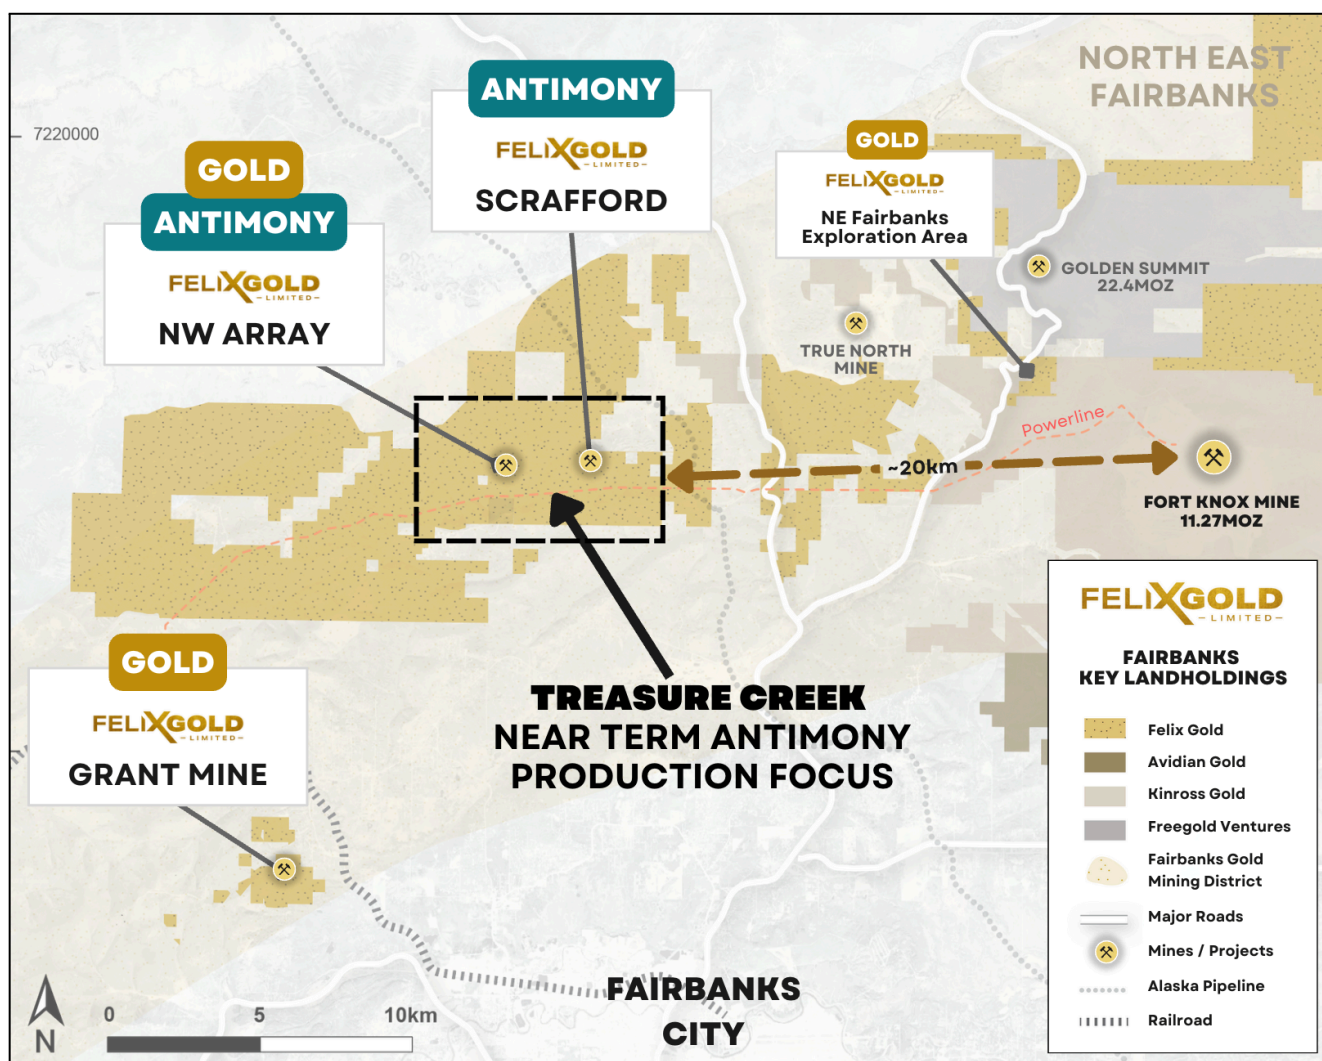 NORTH EAST
FAIRBANKS
7220000
ANTIMONY
FELIXGOLD
LIMITED
SCRAFFORD
GOLD
ANTIMONY
FELIXGOLD
LIMITED
NW ARRAY
GOLD
FELIXGOLD
LIMITED
NE Fairbanks
Exploration Area
GOLDEN SUMMIT
22.4MOZ
TRUE NORTH
MINE
Powerline
~20km
FORT KNOX MINE
11.27MOZ
TREASURE CREEK
NEAR TERM ANTIMONY
PRODUCTION FOCUS
GOLD
FELIXGOLD
LIMITED
GRANT MINE
FAIRBANKS
CITY
N
0 5 10km
FELIXGOLD
LIMITED
FAIRBANKS
KEY LANDHOLDINGS
Felix Gold
Avidian Gold
Kinross Gold
Freegold Ventures
Fairbanks Gold
Mining District
Major Roads
Mines / Projects
Alaska Pipeline
Railroad